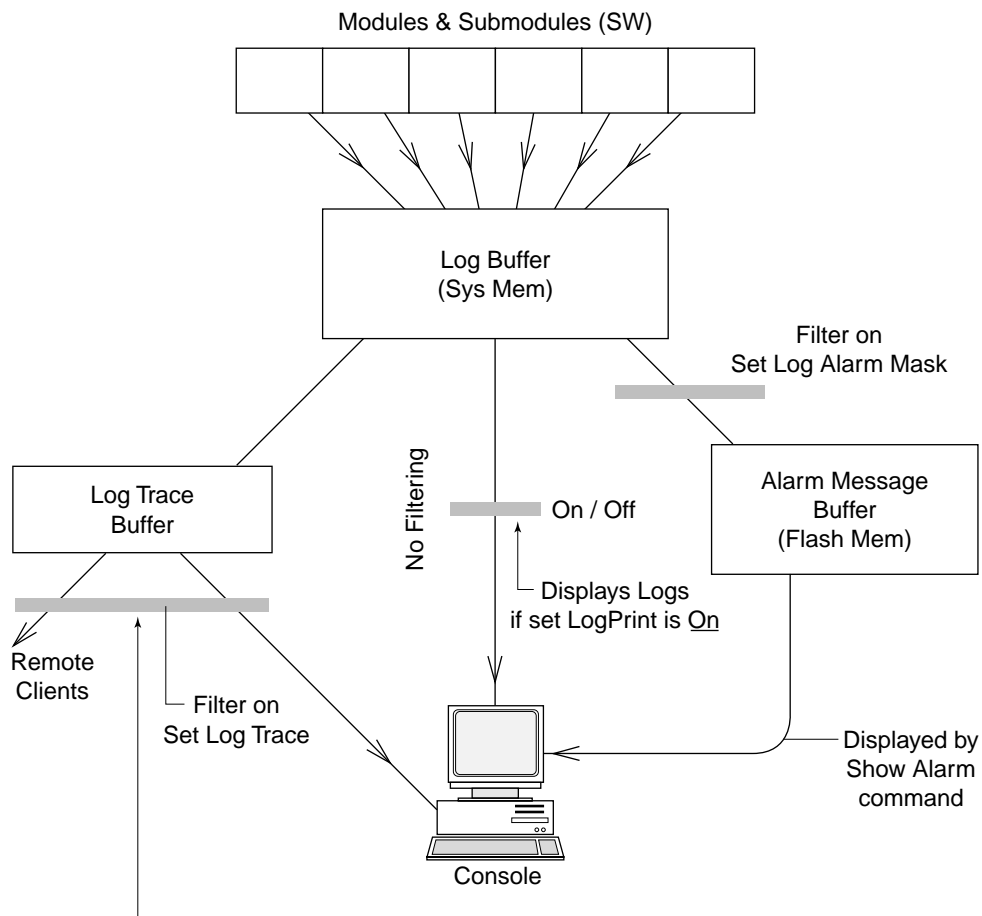 Modules & Submodules (SW)
Log Buffer
(Sys Mem)
Filter on
Set Log Alarm Mask
Log Trace
Buffer
No Filtering
On / Off
Alarm Message
Buffer
(Flash Mem)
Displays Logs
if set LogPrint is On
Remote
Clients
Filter on
Set Log Trace
Displayed by
Show Alarm
command
Console